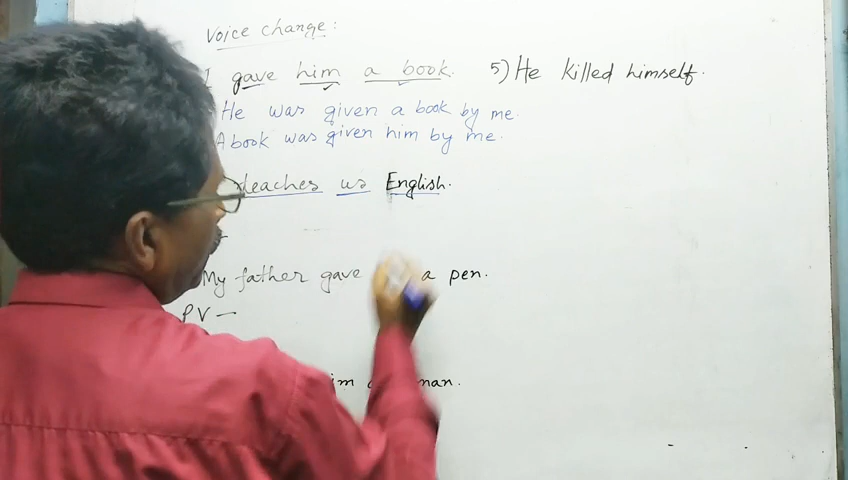 Voice change:
I gave him a book. 5) He killed himself.
He was given a book by me.
A book was given him by me.
teaches us English.
My father gave a pen.
PV —
man.